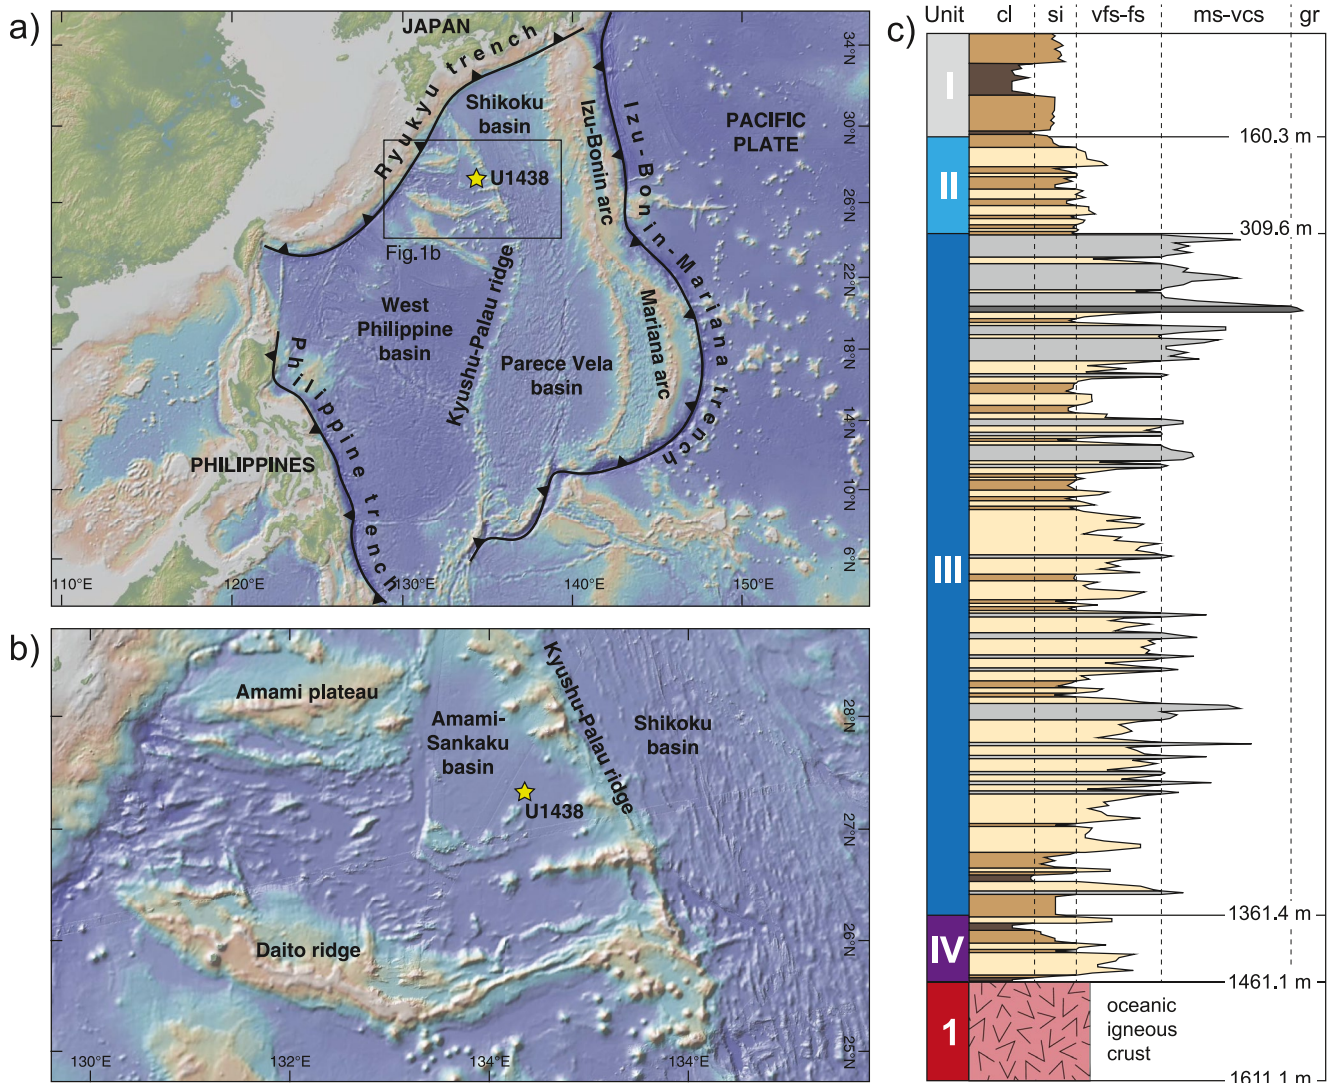 a)
JAPAN
Ryukyu trench
Shikoku
basin
Izu-Bonin arc
Izu-Bonin-Mariana trench
PACIFIC
PLATE
U1438
Fig.1b
Kyushu-Palau ridge
West
Philippine
basin
Mariana arc
Parece Vela
basin
Philippine trench
PHILIPPINES
34°N
30°N
26°N
22°N
18°N
14°N
10°N
6°N
110°E
120°E
130°E
140°E
150°E
b)
Amami plateau
Amami-
Sankaku
basin
Kyushu-Palau ridge
Shikoku
basin
U1438
Daito ridge
28°N
27°N
26°N
25°N
130°E
132°E
134°E
134°E
c)
Unit cl si vfs-fs ms-vcs gr
I
160.3 m
II
309.6 m
III
1361.4 m
IV
1461.1 m
1
oceanic
igneous
crust
1611.1 m